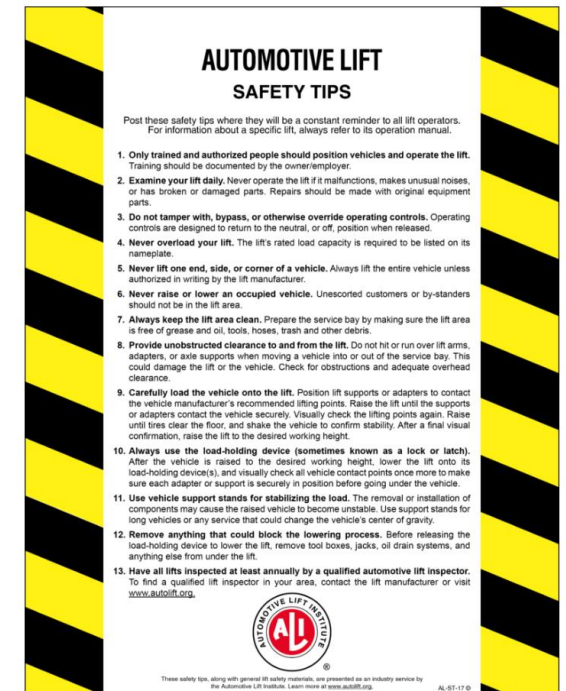 AUTOMOTIVE LIFT
SAFETY TIPS
Post these safety tips where they will be a constant reminder to all lift operators.
For information about a specific lift, always refer to its operation manual.
1. Only trained and authorized people should position vehicles and operate the lift.
Training should be documented by the owner/employer.
2. Examine your lift daily. Never operate the lift if it malfunctions, makes unusual noises,
or has broken or damaged parts. Repairs should be made with original equipment
parts.
3. Do not tamper with, bypass, or otherwise override operating controls. Operating
controls are designed to return to the neutral, or off, position when released.
4. Never overload your lift. The lift's rated load capacity is required to be listed on its
nameplate.
5. Never lift one end, side, or corner of a vehicle. Always lift the entire vehicle unless
authorized in writing by the lift manufacturer.
6. Never raise or lower an occupied vehicle. Unescorted customers or by-standers
should not be in the lift area.
7. Always keep the lift area clean. Prepare the service bay by making sure the lift area
is free of grease and oil, tools, hoses, trash and other debris.
8. Provide unobstructed clearance to and from the lift. Do not hit or run over lift arms,
adapters, or axle supports when moving a vehicle into or out of the service bay. This
could damage the lift or the vehicle. Check for obstructions and adequate overhead
clearance.
9. Carefully load the vehicle onto the lift. Position lift supports or adapters to contact
the vehicle manufacturer's recommended lifting points. Raise the lift until the supports
or adapters contact the vehicle securely. Visually check the lifting points again. Raise
until tires clear the floor, and shake the vehicle to confirm stability. After a final visual
confirmation, raise the lift to the desired working height.
10. Always use the load-holding device (sometimes known as a lock or latch).
After the vehicle is raised to the desired working height, lower the lift onto its
load-holding device(s), and visually check all vehicle contact points once more to make
sure each adapter or support is securely in position before going under the vehicle.
11. Use vehicle support stands for stabilizing the load. The removal or installation of
components may cause the raised vehicle to become unstable. Use support stands for
long vehicles or any service that could change the vehicle's center of gravity.
12. Remove anything that could block the lowering process. Before releasing the
load-holding device to lower the lift, remove tool boxes, jacks, oil drain systems, and
anything else from under the lift.
13. Have all lifts inspected at least annually by a qualified automotive lift inspector.
To find a qualified lift inspector in your area, contact the lift manufacturer or visit
www.autolift.org.
AUTOMOTIVE LIFT INSTITUTE
ALI
®
These safety tips, along with general lift safety materials, are presented as an industry service by
the Automotive Lift Institute. Learn more at www.autolift.org.
AL-ST-17 ©